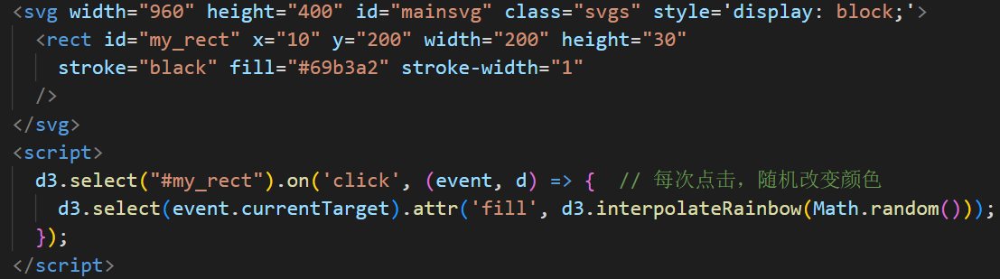 <svg width="960" height="400" id="mainsvg" class="svgs" style='display: block;'>
<rect id="my_rect" x="10" y="200" width="200" height="30"
stroke="black" fill="#69b3a2" stroke-width="1"
/>
</svg>
<script>
d3.select("#my_rect").on('click', (event, d) => { // 每次点击，随机改变颜色
d3.select(event.currentTarget).attr('fill', d3.interpolateRainbow(Math.random()));
});
</script>